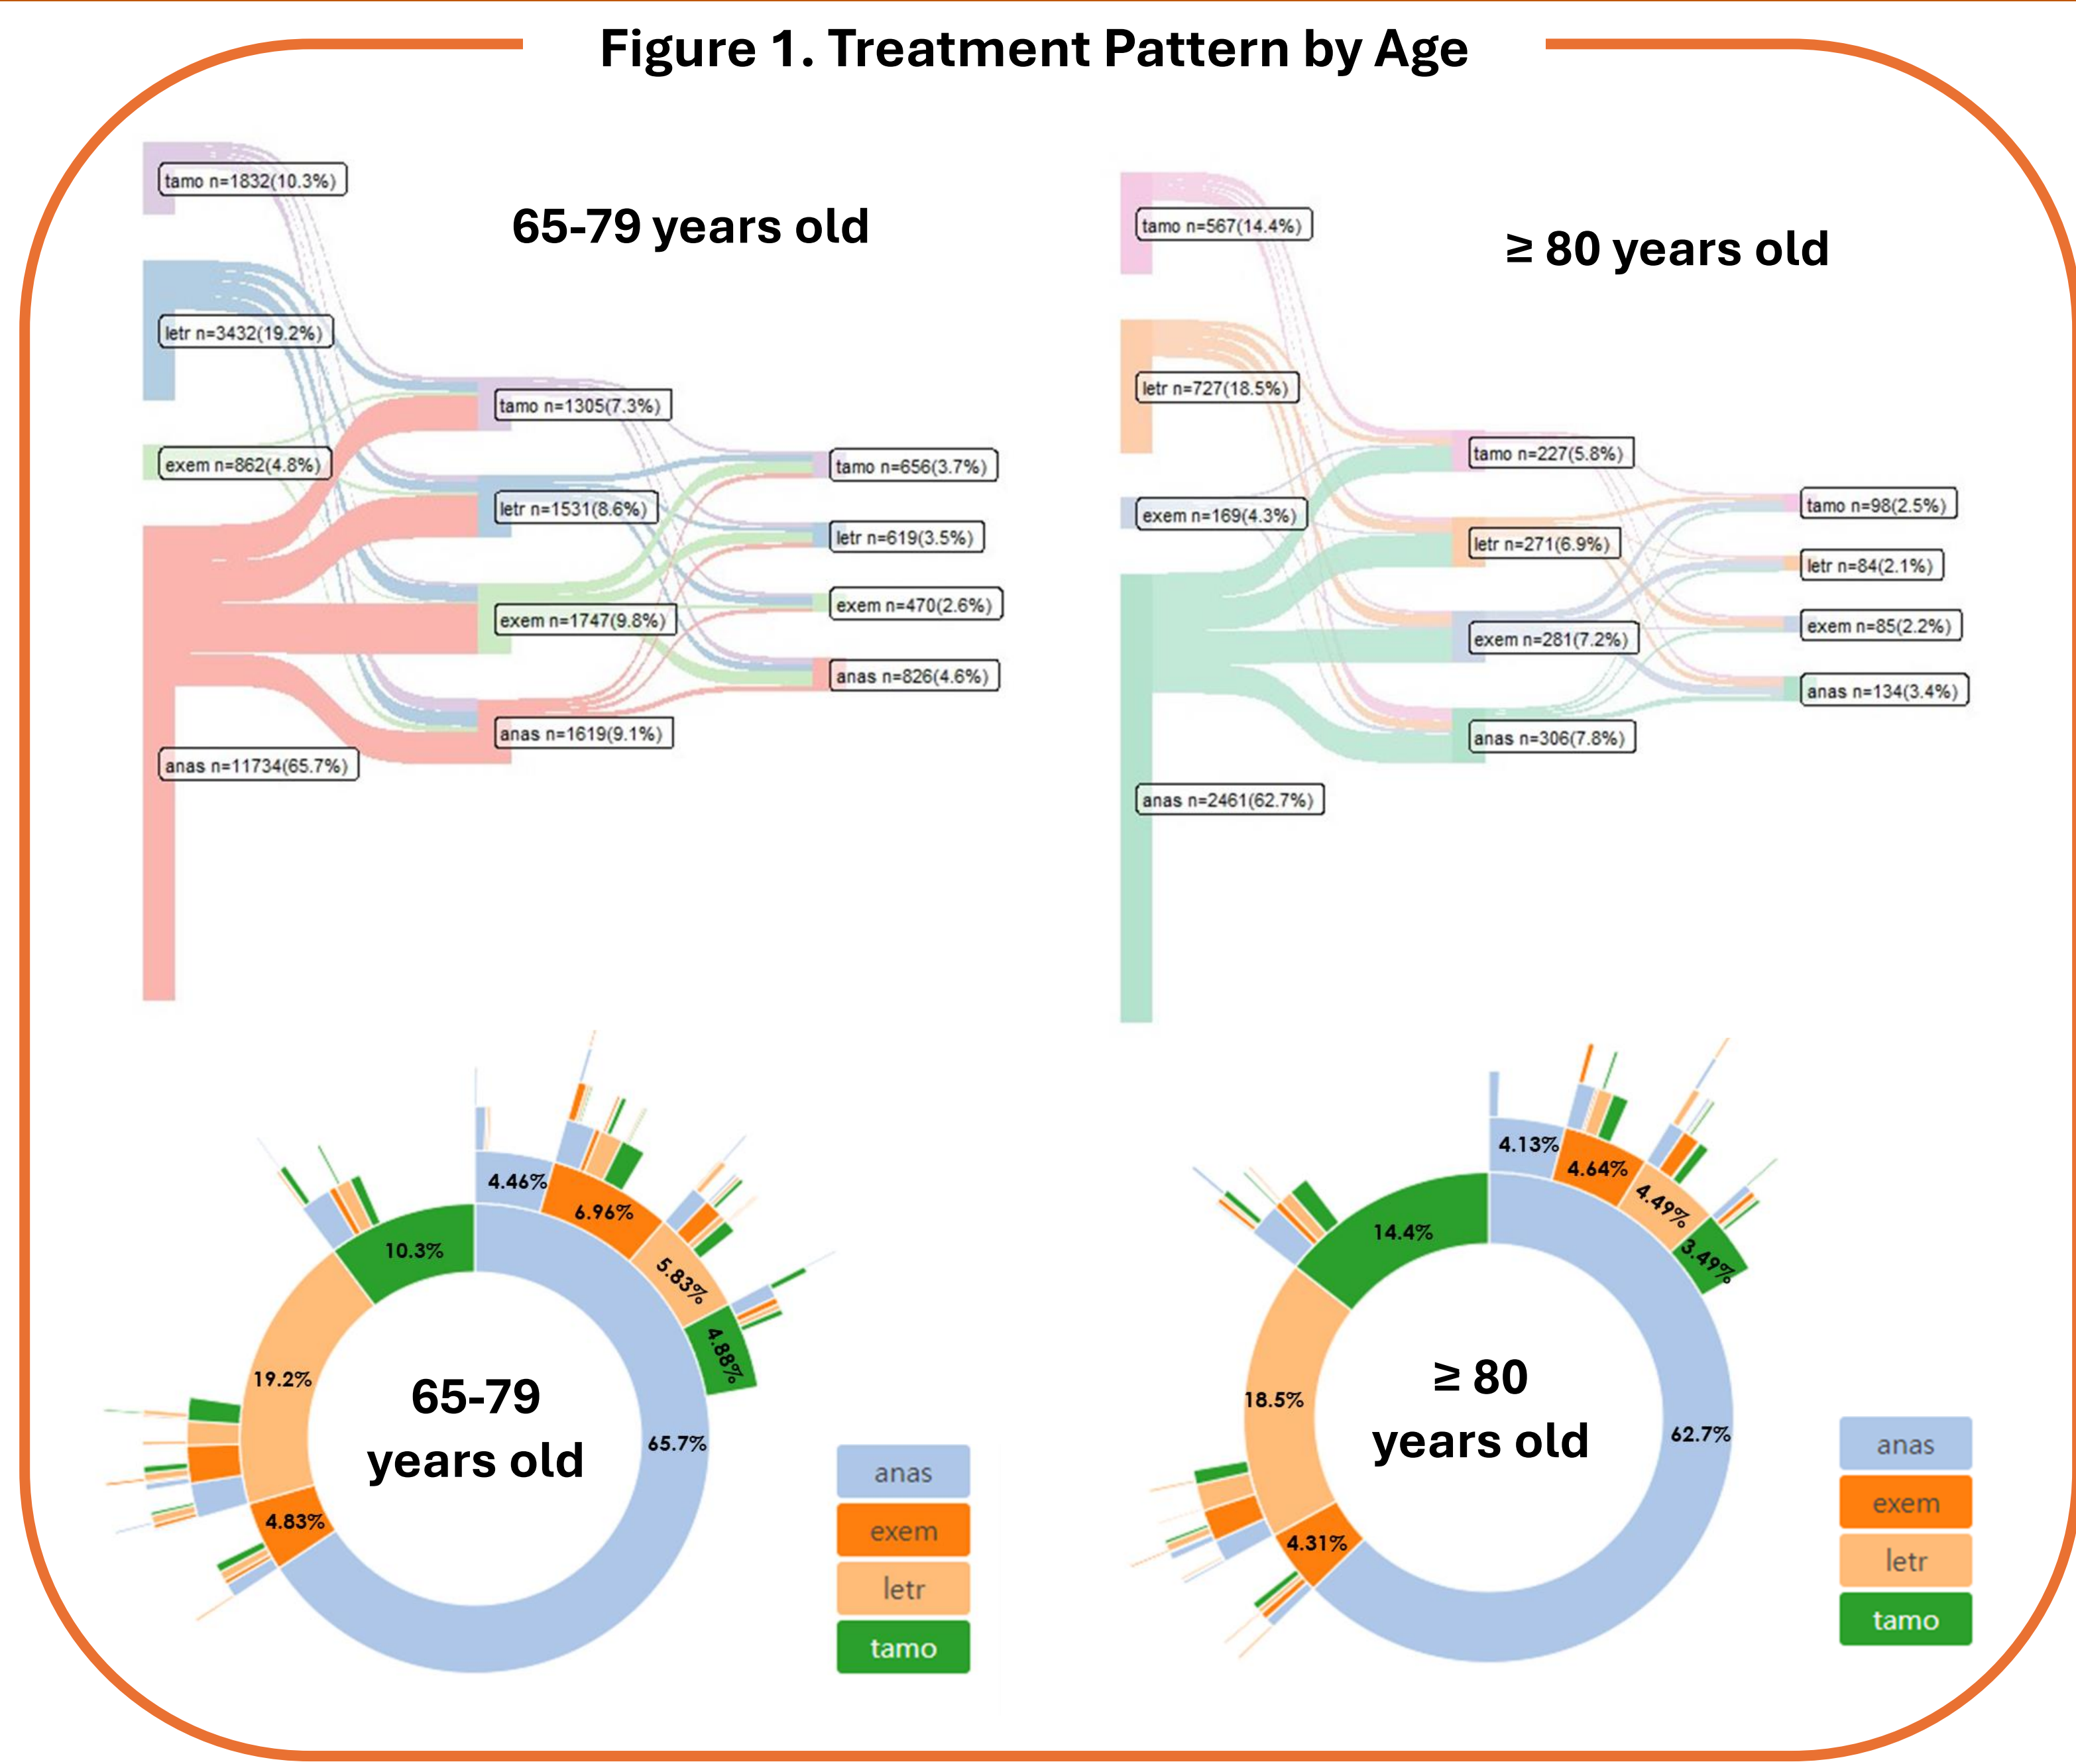 Figure 1. Treatment Pattern by Age
65-79 years old
tamo n=1832(10.3%)
letr n=3432(19.2%)
exem n=862(4.8%)
anas n=11734(65.7%)
tamo n=1305(7.3%)
letr n=1531(8.6%)
exem n=1747(9.8%)
anas n=1619(9.1%)
tamo n=656(3.7%)
letr n=619(3.5%)
exem n=470(2.6%)
anas n=826(4.6%)
≥ 80 years old
tamo n=567(14.4%)
letr n=727(18.5%)
exem n=169(4.3%)
anas n=2461(62.7%)
tamo n=227(5.8%)
letr n=271(6.9%)
exem n=281(7.2%)
anas n=306(7.8%)
tamo n=98(2.5%)
letr n=84(2.1%)
exem n=85(2.2%)
anas n=134(3.4%)
4.46%
6.96%
5.83%
4.88%
10.3%
19.2%
4.83%
65.7%
65-79
years old
anas
exem
letr
tamo
4.13%
4.64%
4.49%
3.49%
14.4%
18.5%
4.31%
62.7%
≥ 80
years old
anas
exem
letr
tamo